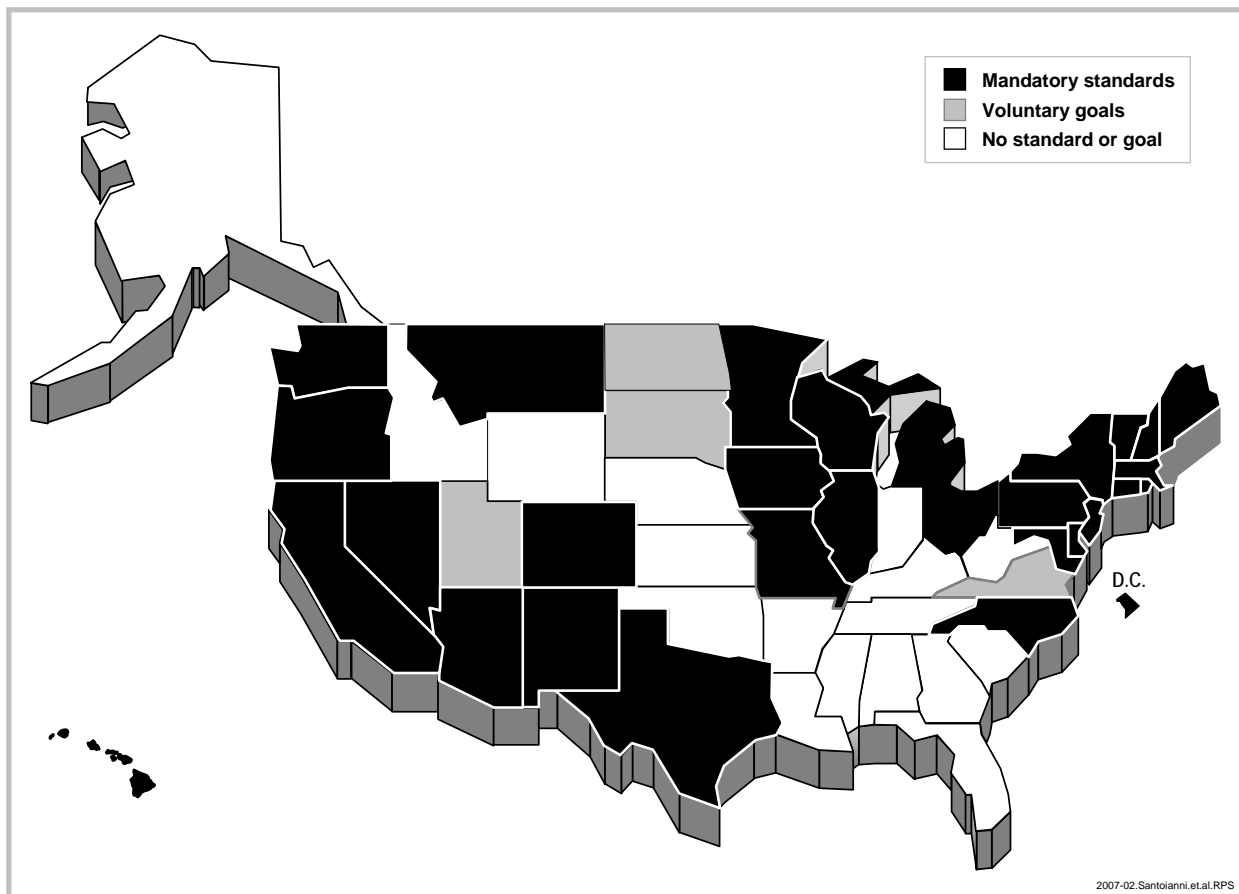 Mandatory standards
Voluntary goals
No standard or goal
D.C.
2007-02.Santoianni.et.al.RPS